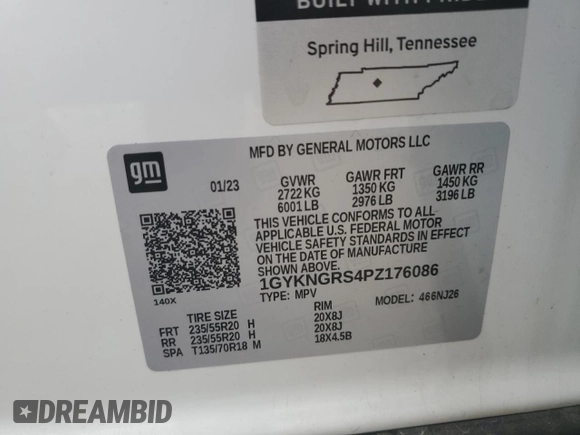 BUILT WITH PRIDE
Spring Hill, Tennessee
MFD BY GENERAL MOTORS LLC
gm
01/23
GVWR
2722 KG
6001 LB
GAWR FRT
1350 KG
2976 LB
GAWR RR
1450 KG
3196 LB
THIS VEHICLE CONFORMS TO ALL
APPLICABLE U.S. FEDERAL MOTOR
VEHICLE SAFETY STANDARDS IN EFFECT
ON THE DATE OF MANUFACTURE
SHOWN ABOVE.
1GYKNGRS4PZ176086
TYPE: MPV
MODEL: 466NJ26
140X
TIRE SIZE RIM
FRT 235/55R20 H 20X8J
RR 235/55R20 H 20X8J
SPA T135/70R18 M 18X4.5B
DREAMBID